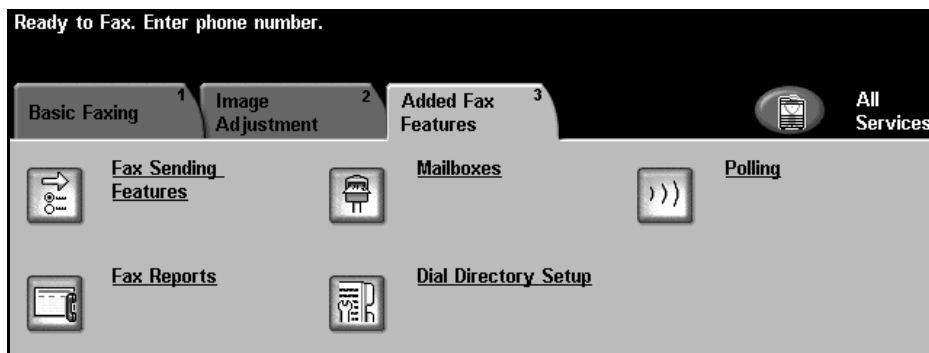 Ready to Fax. Enter phone number.
Basic Faxing 1
Image 2
Adjustment
Added Fax 3
Features
All
Services
Fax Sending
Features
Mailboxes
Polling
Fax Reports
Dial Directory Setup